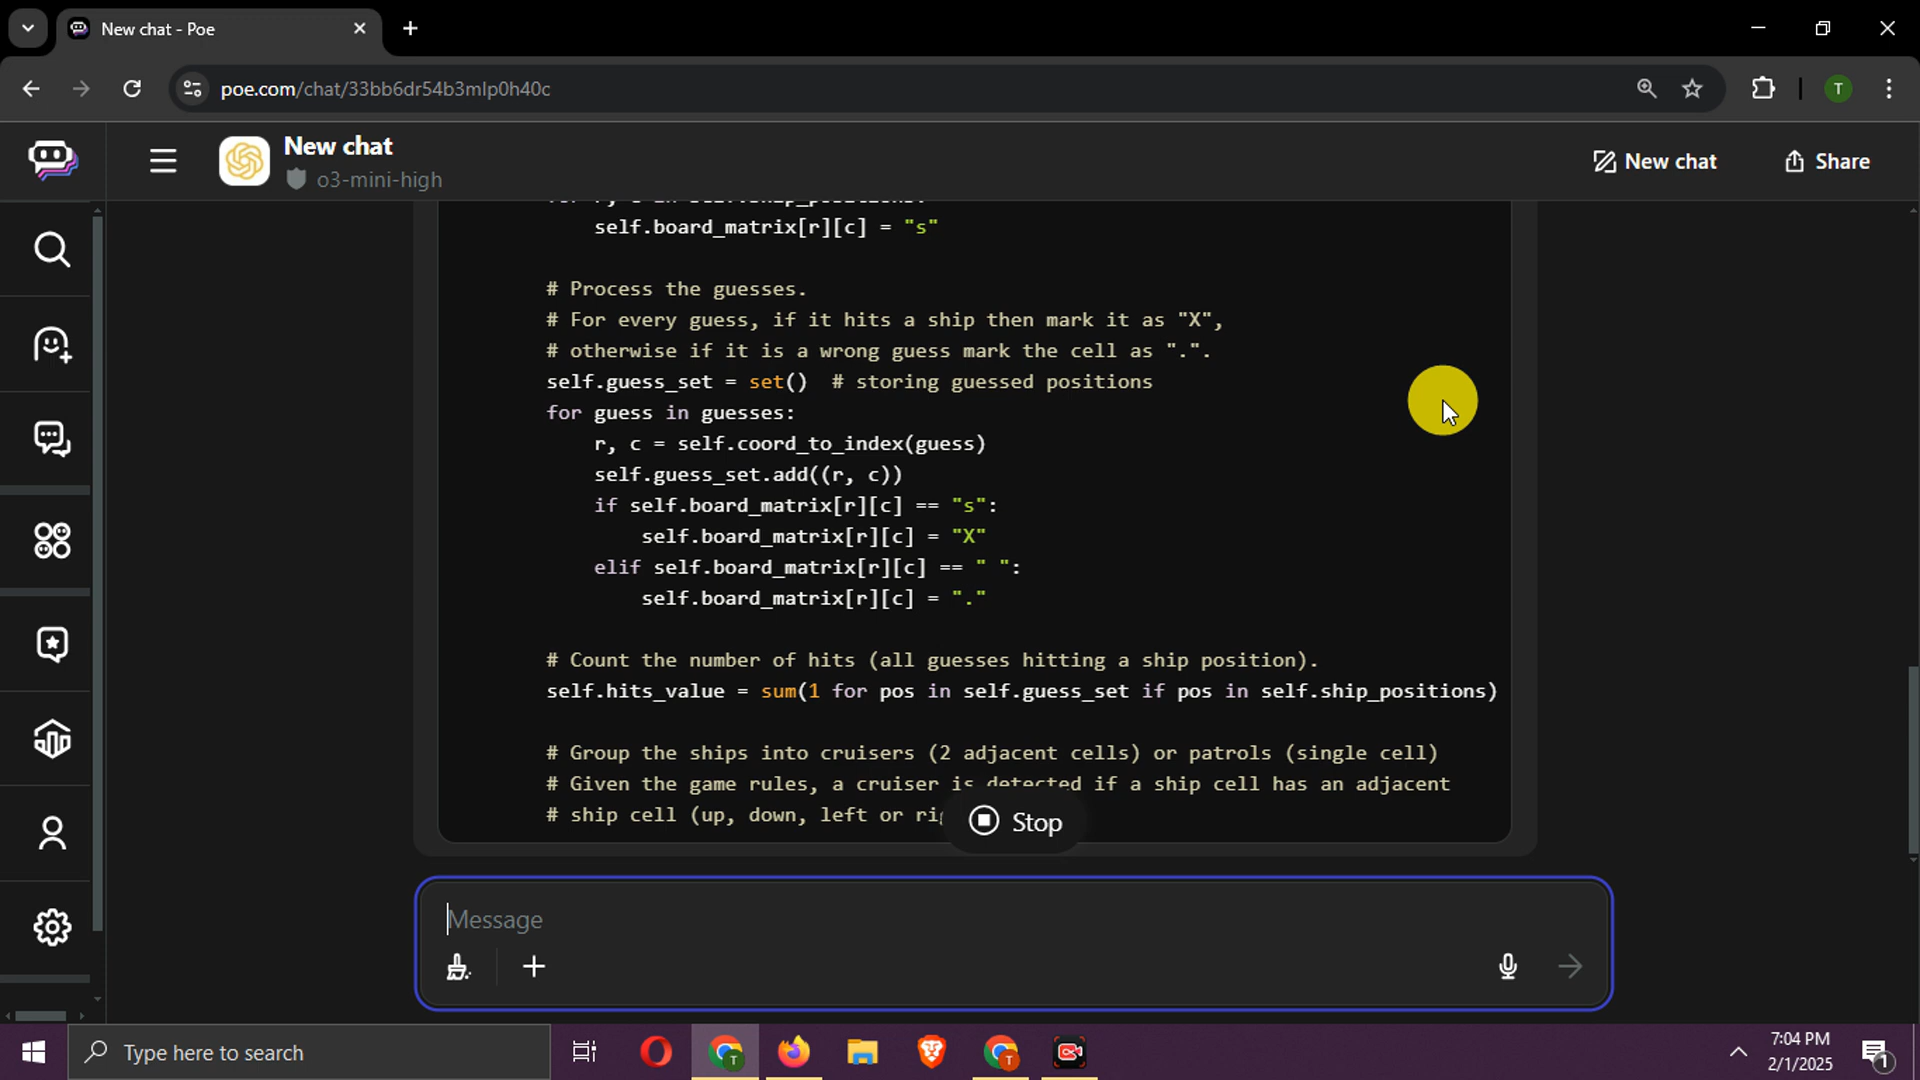 New chat - Poe
poe.com/chat/33bb6dr54b3mlp0h40c
T
New chat
o3-mini-high
New chat
Share
self.board_matrix[r][c] = "s"
# Process the guesses.
# For every guess, if it hits a ship then mark it as "X",
# otherwise if it is a wrong guess mark the cell as ".".
self.guess_set = set()  # storing guessed positions
for guess in guesses:
r, c = self.coord_to_index(guess)
self.guess_set.add((r, c))
if self.board_matrix[r][c] == "s":
self.board_matrix[r][c] = "X"
elif self.board_matrix[r][c] == " ":
self.board_matrix[r][c] = "."
# Count the number of hits (all guesses hitting a ship position).
self.hits_value = sum(1 for pos in self.guess_set if pos in self.ship_positions)
# Group the ships into cruisers (2 adjacent cells) or patrols (single cell)
# Given the game rules, a cruiser is detected if a ship cell has an adjacent
# ship cell (up, down, left or
Stop
Message
Type here to search
7:04 PM
2/1/2025
1